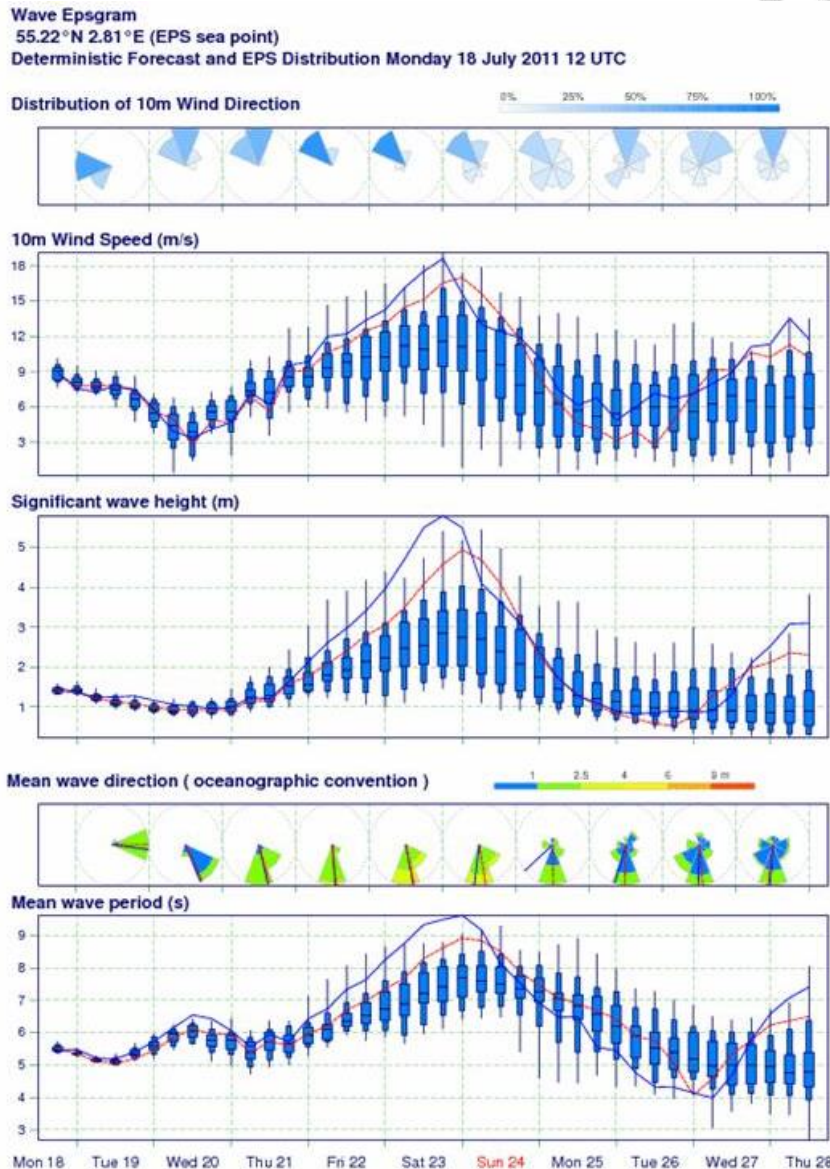 Wave Epsgram
55.22°N 2.81°E (EPS sea point)
Deterministic Forecast and EPS Distribution Monday 18 July 2011 12 UTC
Distribution of 10m Wind Direction
0% 25% 50% 75% 100%
10m Wind Speed (m/s)
18
15
12
9
6
3
Significant wave height (m)
5
4
3
2
1
Mean wave direction ( oceanographic convention )
1 2.5 4 6 9 m
Mean wave period (s)
9
8
7
6
5
4
3
Mon 18 Tue 19 Wed 20 Thu 21 Fri 22 Sat 23 Sun 24 Mon 25 Tue 26 Wed 27 Thu 28